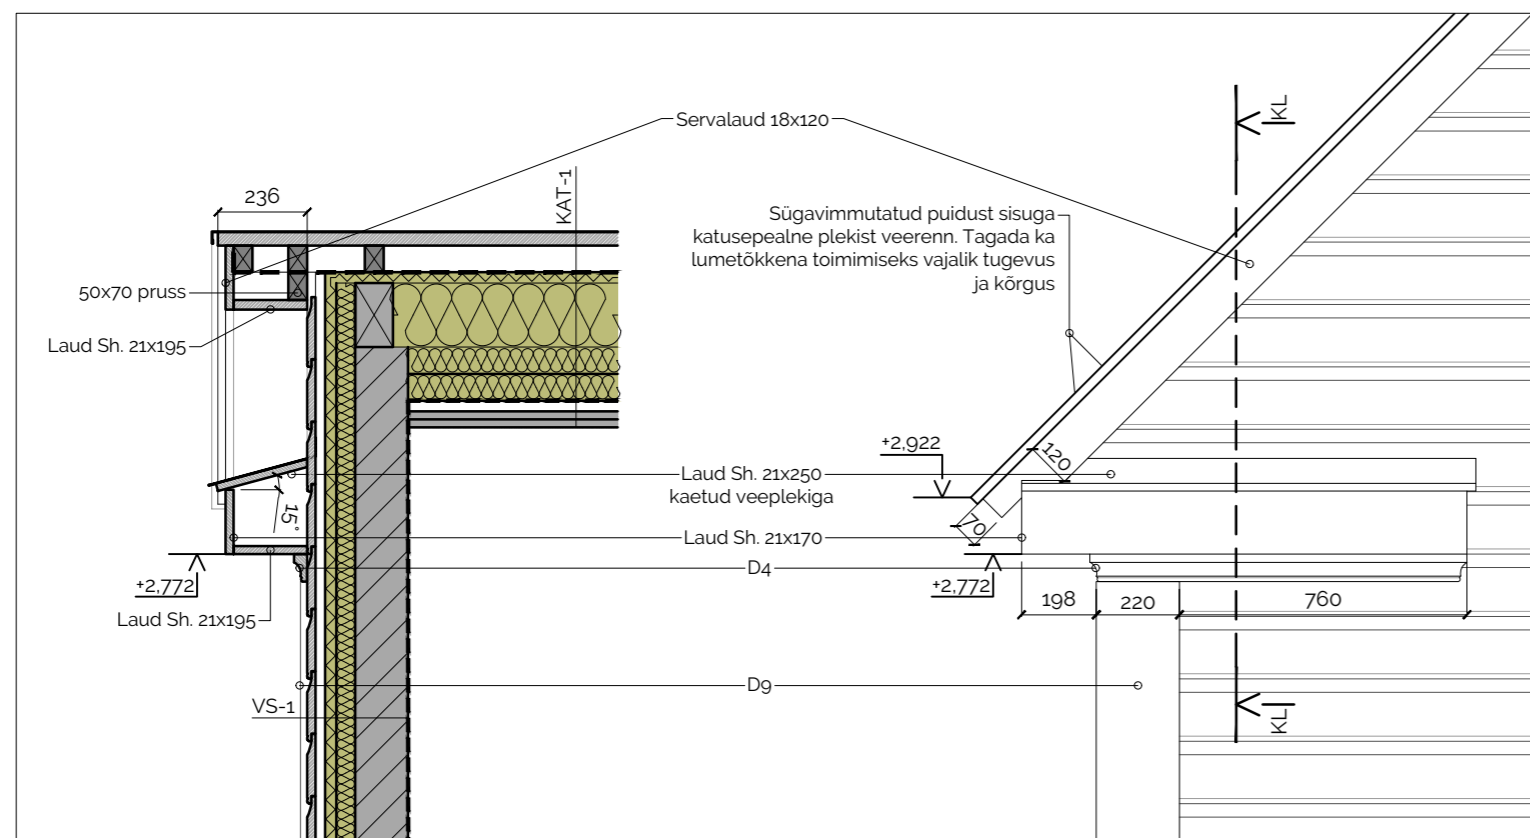 Servalaud 18x120
KL
236
KAT-1
Sügavimmutatud puidust sisuga
katusepealne plekist veerenn. Tagada ka
lumetõkkena toimimiseks vajalik tugevus
ja kõrgus
50x70 pruss
Laud Sh. 21x195
+2,922
120
Laud Sh. 21x250
kaetud veeplekiga
15°
70
Laud Sh. 21x170
D4
+2,772
+2,772
Laud Sh. 21x195
198
220
760
D9
VS-1
KL